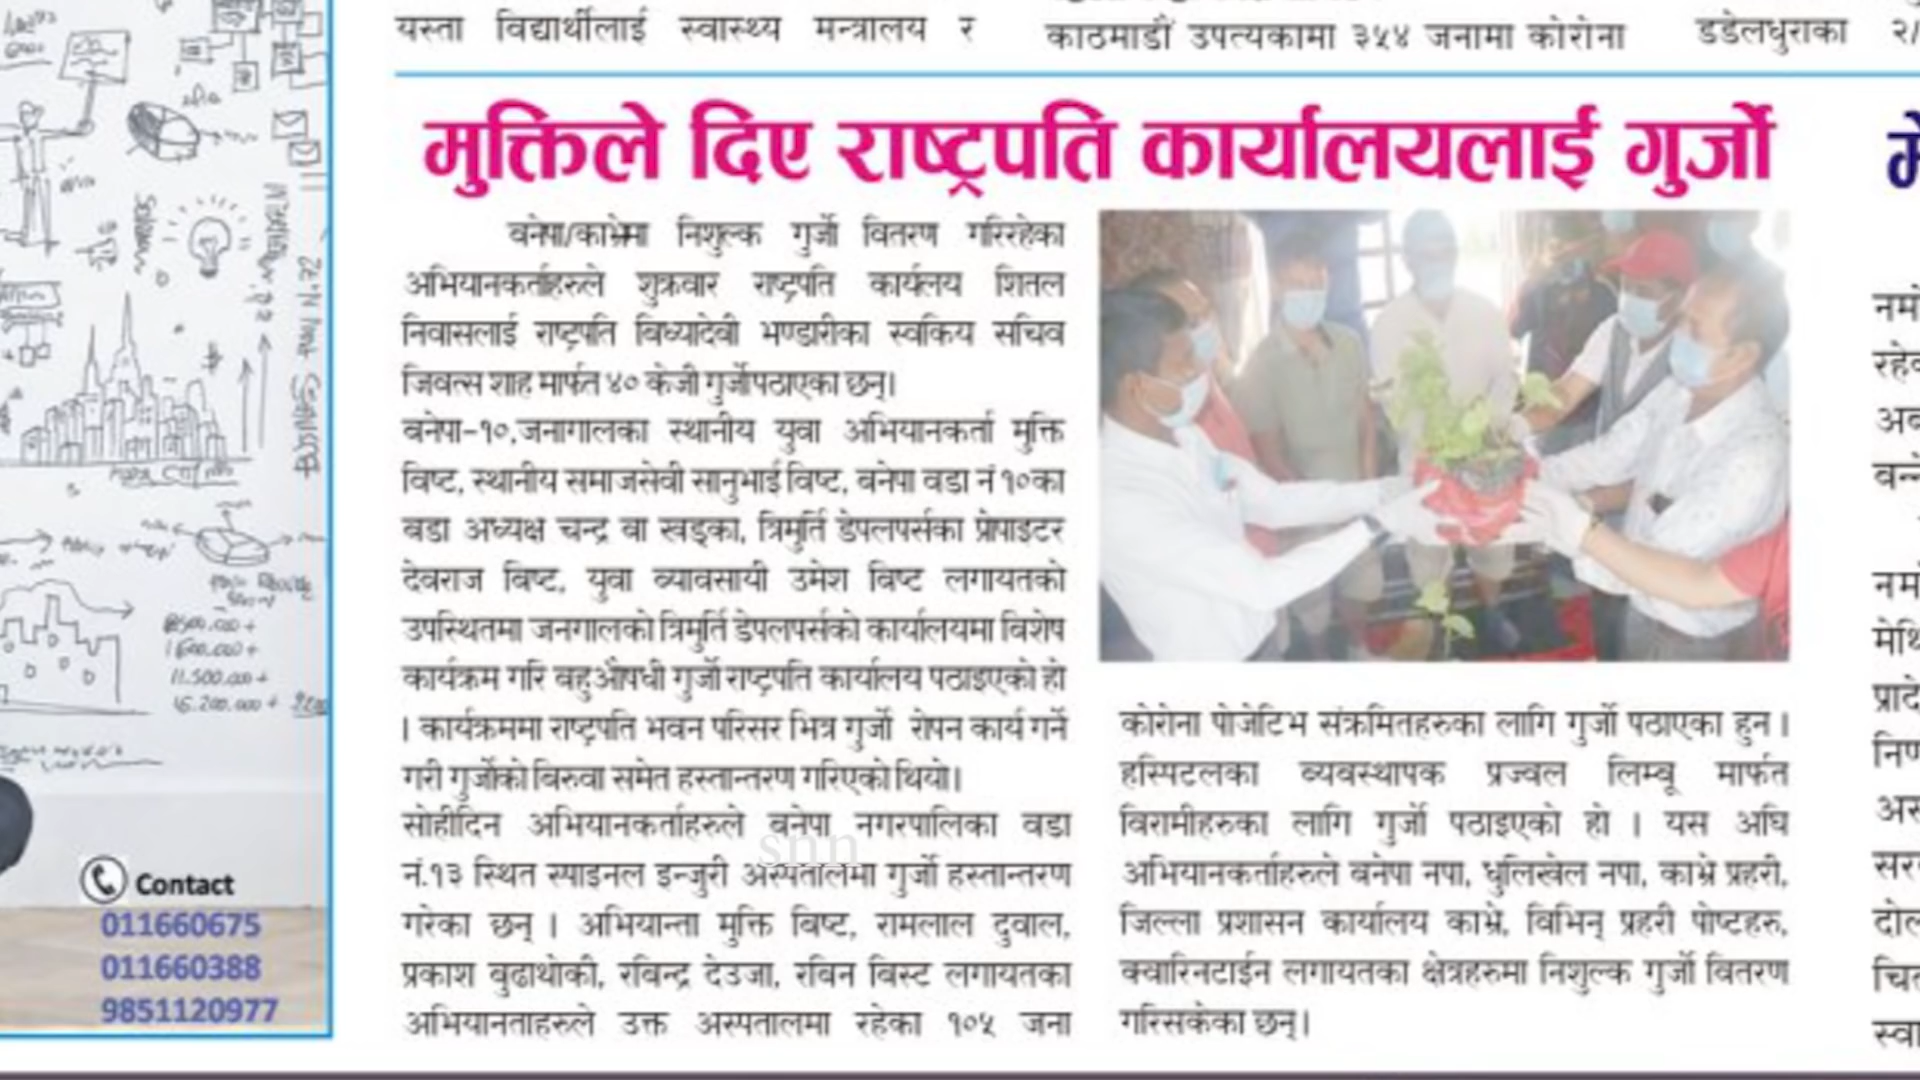 यस्ता विद्यार्थीलाई स्वास्थ्य मन्त्रालय र
काठमाडौं उपत्यकामा ३५४ जनामा कोरोना
डडेलधुराका २/
मुक्तिले दिए राष्ट्रपति कार्यालयलाई गुर्जो
वनेपा/काभ्रेमा निशुल्क गुर्जो वितरण गरिरहेका
अभियानकर्ताहरुले शुक्रवार राष्ट्रपति कार्यलय शितल
निवासलाई राष्ट्रपति बिध्यादेवी भण्डारीका स्वकिय सचिव
जिवत्स शाह मार्फत ४० केजी गुर्जोपठाएका छन्।
बनेपा-१०,जनागालका स्थानीय युवा अभियानकर्ता मुक्ति
विष्ट, स्थानीय समाजसेवी सानुभाई विष्ट, बनेपा वडा नं १०का
वडा अध्यक्ष चन्द्र वा खड्का, त्रिमुर्ति डेपलपर्सका प्रोपाइटर
देवराज विष्ट, युवा व्यावसायी उमेश विष्ट लगायतको
उपस्थितमा जनगालको त्रिमुर्ति डेपलपर्सको कार्यालयमा विशेष
कार्यक्रम गरि बहुऔषधी गुर्जो राष्ट्रपति कार्यालय पठाइएको हो
। कार्यक्रममा राष्ट्रपति भवन परिसर भित्र गुर्जो रोपन कार्य गर्ने
गरी गुर्जोको बिरुवा समेत हस्तान्तरण गरिएको थियो।
सोहीदिन अभियानकर्ताहरुले बनेपा नगरपालिका वडा
नं.१३ स्थित स्पाइनल इन्जुरी अस्पतालमा गुर्जो हस्तान्तरण
गरेका छन् । अभियान्ता मुक्ति विष्ट, रामलाल दुवाल,
प्रकाश बुढाथोकी, रबिन्द्र देउजा, रबिन बिस्ट लगायतका
अभियानताहरुले उक्त अस्पतालमा रहेका १०५ जना
कोरोना पोजेटिभ संक्रमितहरुका लागि गुर्जो पठाएका हुन ।
हस्पिटलका ब्यवस्थापक प्रज्वल लिम्बू मार्फत
विरामीहरुका लागि गुर्जो पठाइएको हो । यस अघि
अभियानकर्ताहरुले बनेपा नपा, धुलिखेल नपा, काभ्रे प्रहरी,
जिल्ला प्रशासन कार्यालय काभ्रे, विभिन् प्रहरी पोष्टहरु,
क्वारिनटाईन लगायतका क्षेत्रहरुमा निशुल्क गुर्जो वितरण
गरिसकेका छन्।
snn
Contact
011660675
011660388
9851120977